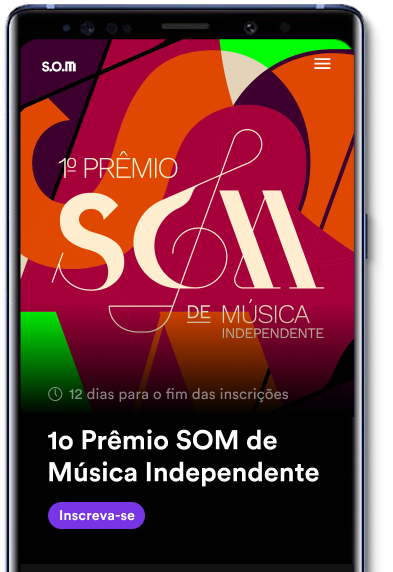 s.o.m
1º PRÊMIO
SOM
DE MÚSICA
INDEPENDENTE
12 dias para o fim das inscrições
1o Prêmio SOM de
Música Independente
Inscreva-se